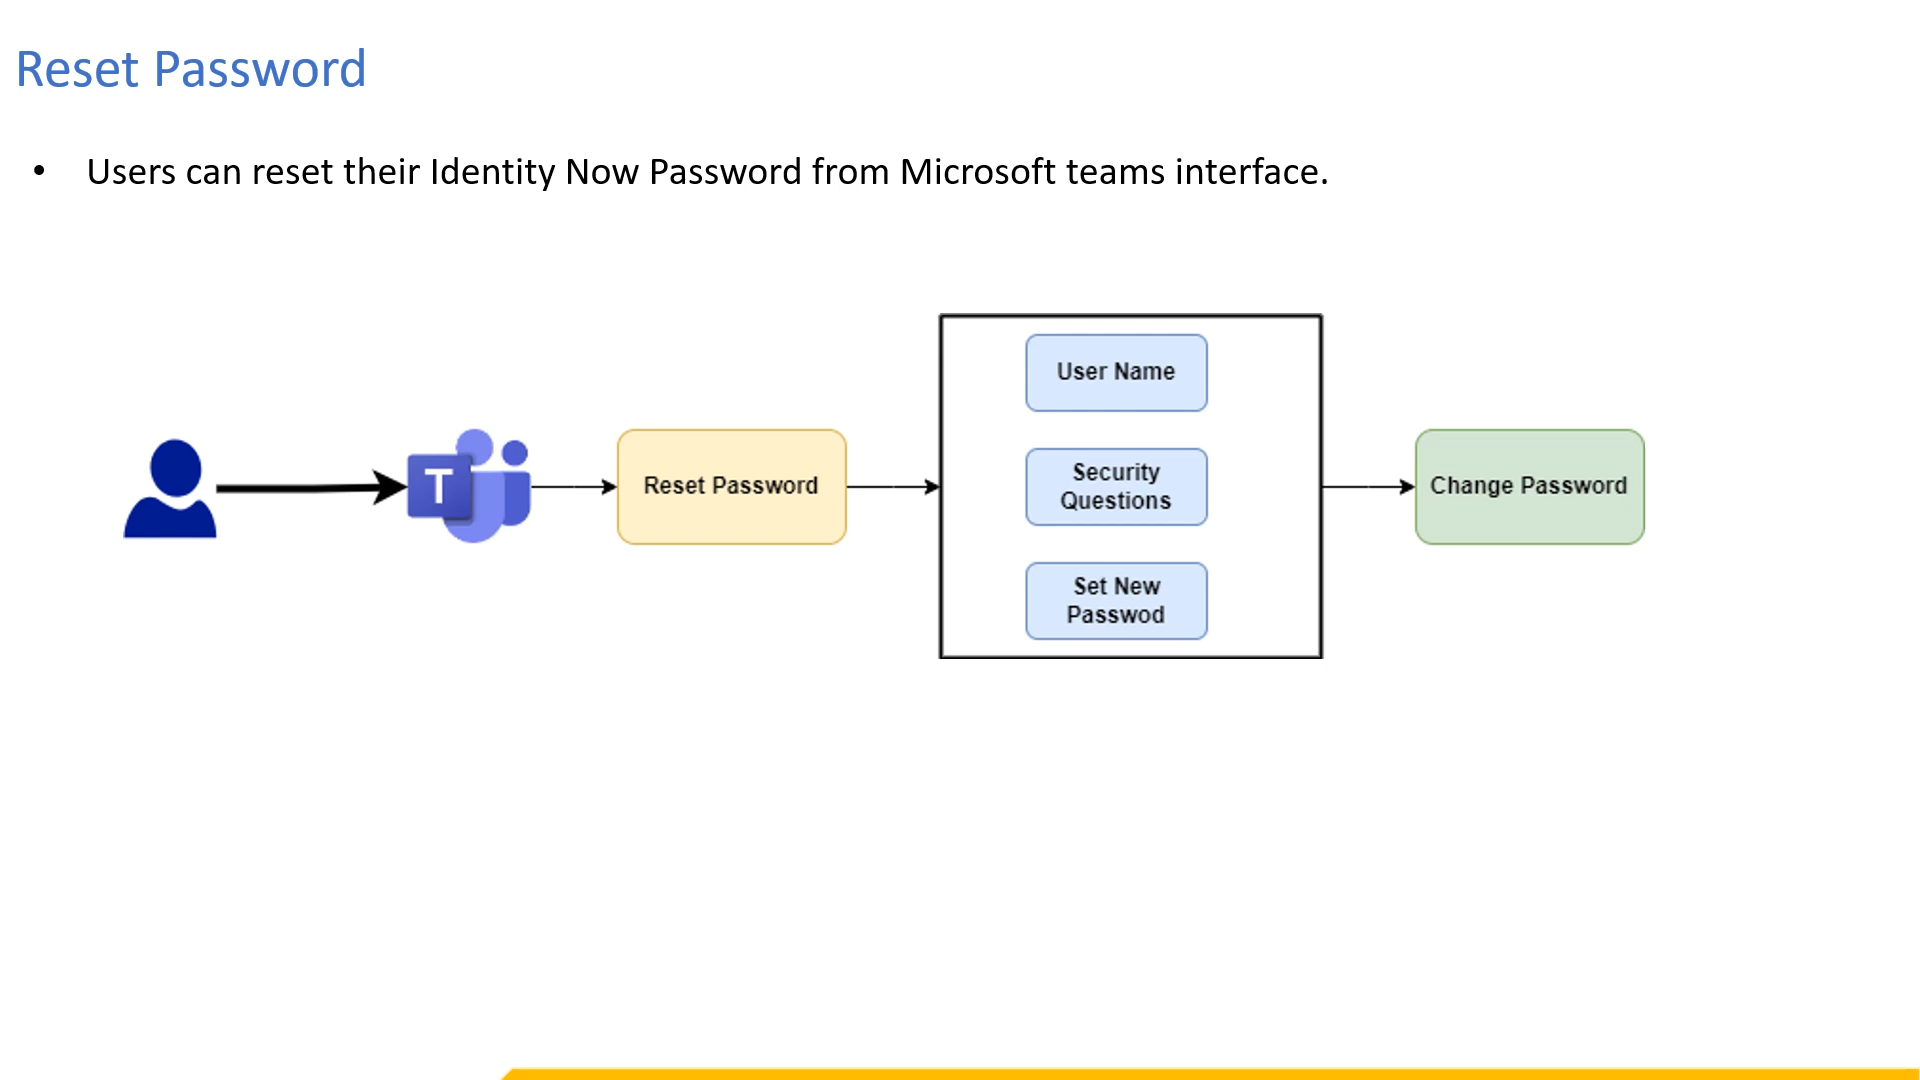 Reset Password
• Users can reset their Identity Now Password from Microsoft teams interface.
User Name
T
Reset Password
Security
Questions
Change Password
Set New
Passwod